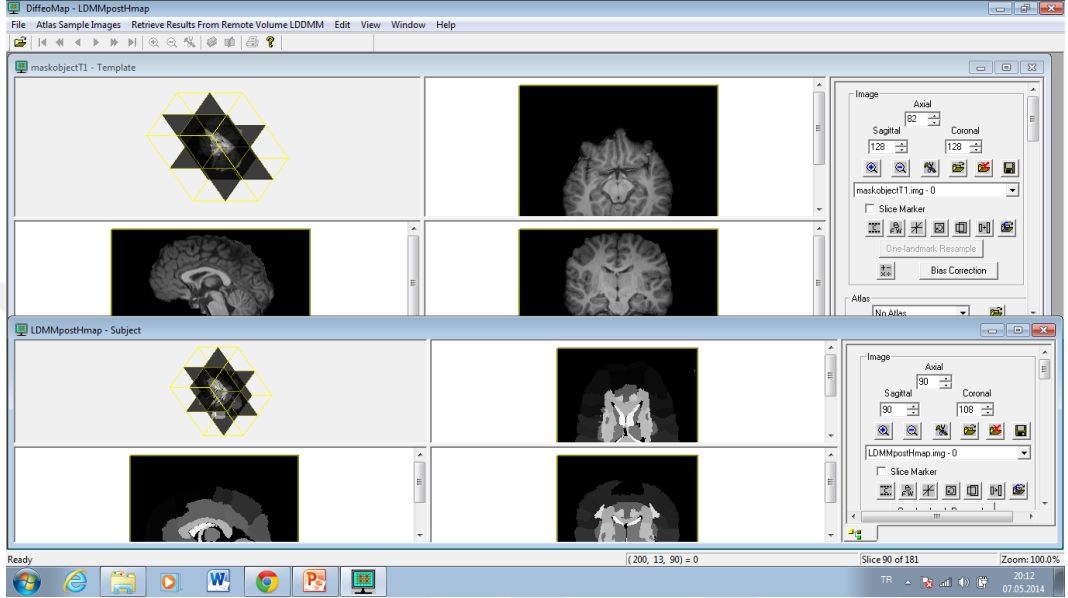 DiffeoMap - LDMMpostHmap
File Atlas Sample Images Retrieve Results From Remote Volume LDDMM Edit View Window Help
maskobjectT1 - Template
Image
Axial
82
Sagittal Coronal
128 128
maskobjectT1.img - 0
Slice Marker
One-landmark Resample
Bias Correction
Atlas
No Atlas
LDMMpostHmap - Subject
Image
Axial
90
Sagittal Coronal
90 108
LDMMpostHmap.img - 0
Slice Marker
Ready (200, 13, 90) = 0 Slice 90 of 181 Zoom: 100.0%
TR 20:12
07.05.2014